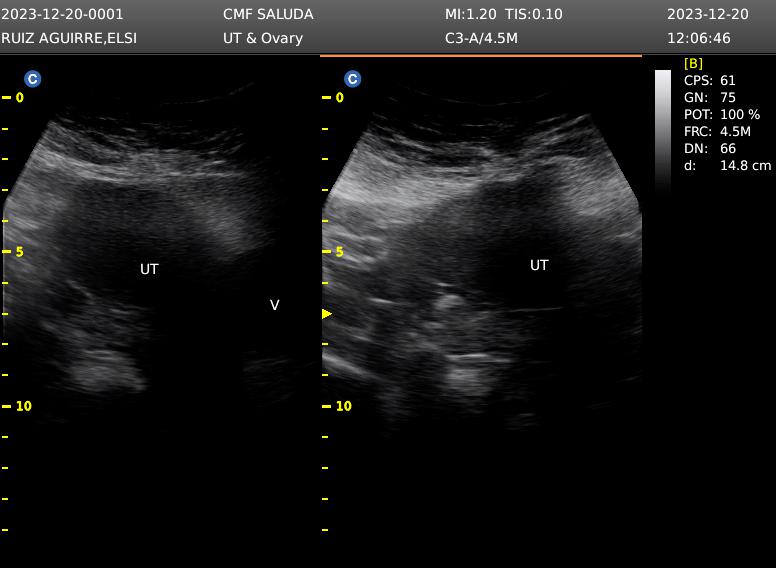 2023-12-20-0001 CMF SALUDA MI:1.20 TIS:0.10 2023-12-20
RUIZ AGUIRRE,ELSI UT & Ovary C3-A/4.5M 12:06:46
[B]
CPS: 61
GN: 75
POT: 100 %
FRC: 4.5M
DN: 66
d: 14.8 cm
C
0
5
10
UT
V
C
0
5
10
UT